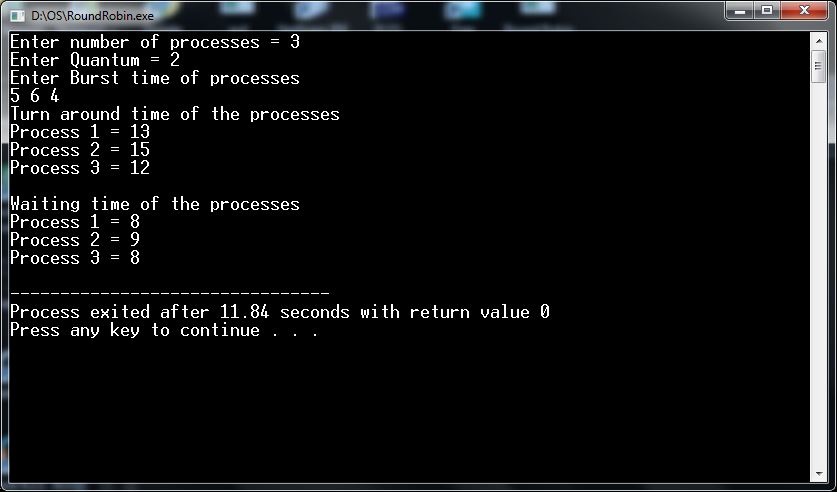 D:\OS\RoundRobin.exe
Enter number of processes = 3
Enter Quantum = 2
Enter Burst time of processes
5 6 4
Turn around time of the processes
Process 1 = 13
Process 2 = 15
Process 3 = 12
Waiting time of the processes
Process 1 = 8
Process 2 = 9
Process 3 = 8
--------------------------------
Process exited after 11.84 seconds with return value 0
Press any key to continue . . .